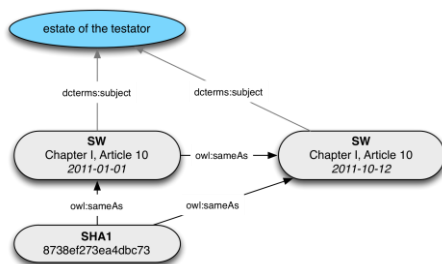 estate of the testator
dcterms:subject
dcterms:subject
SW
Chapter I, Article 10
2011-01-01
owl:sameAs
SW
Chapter I, Article 10
2011-10-12
owl:sameAs
owl:sameAs
SHA1
8738ef273ea4dbc73